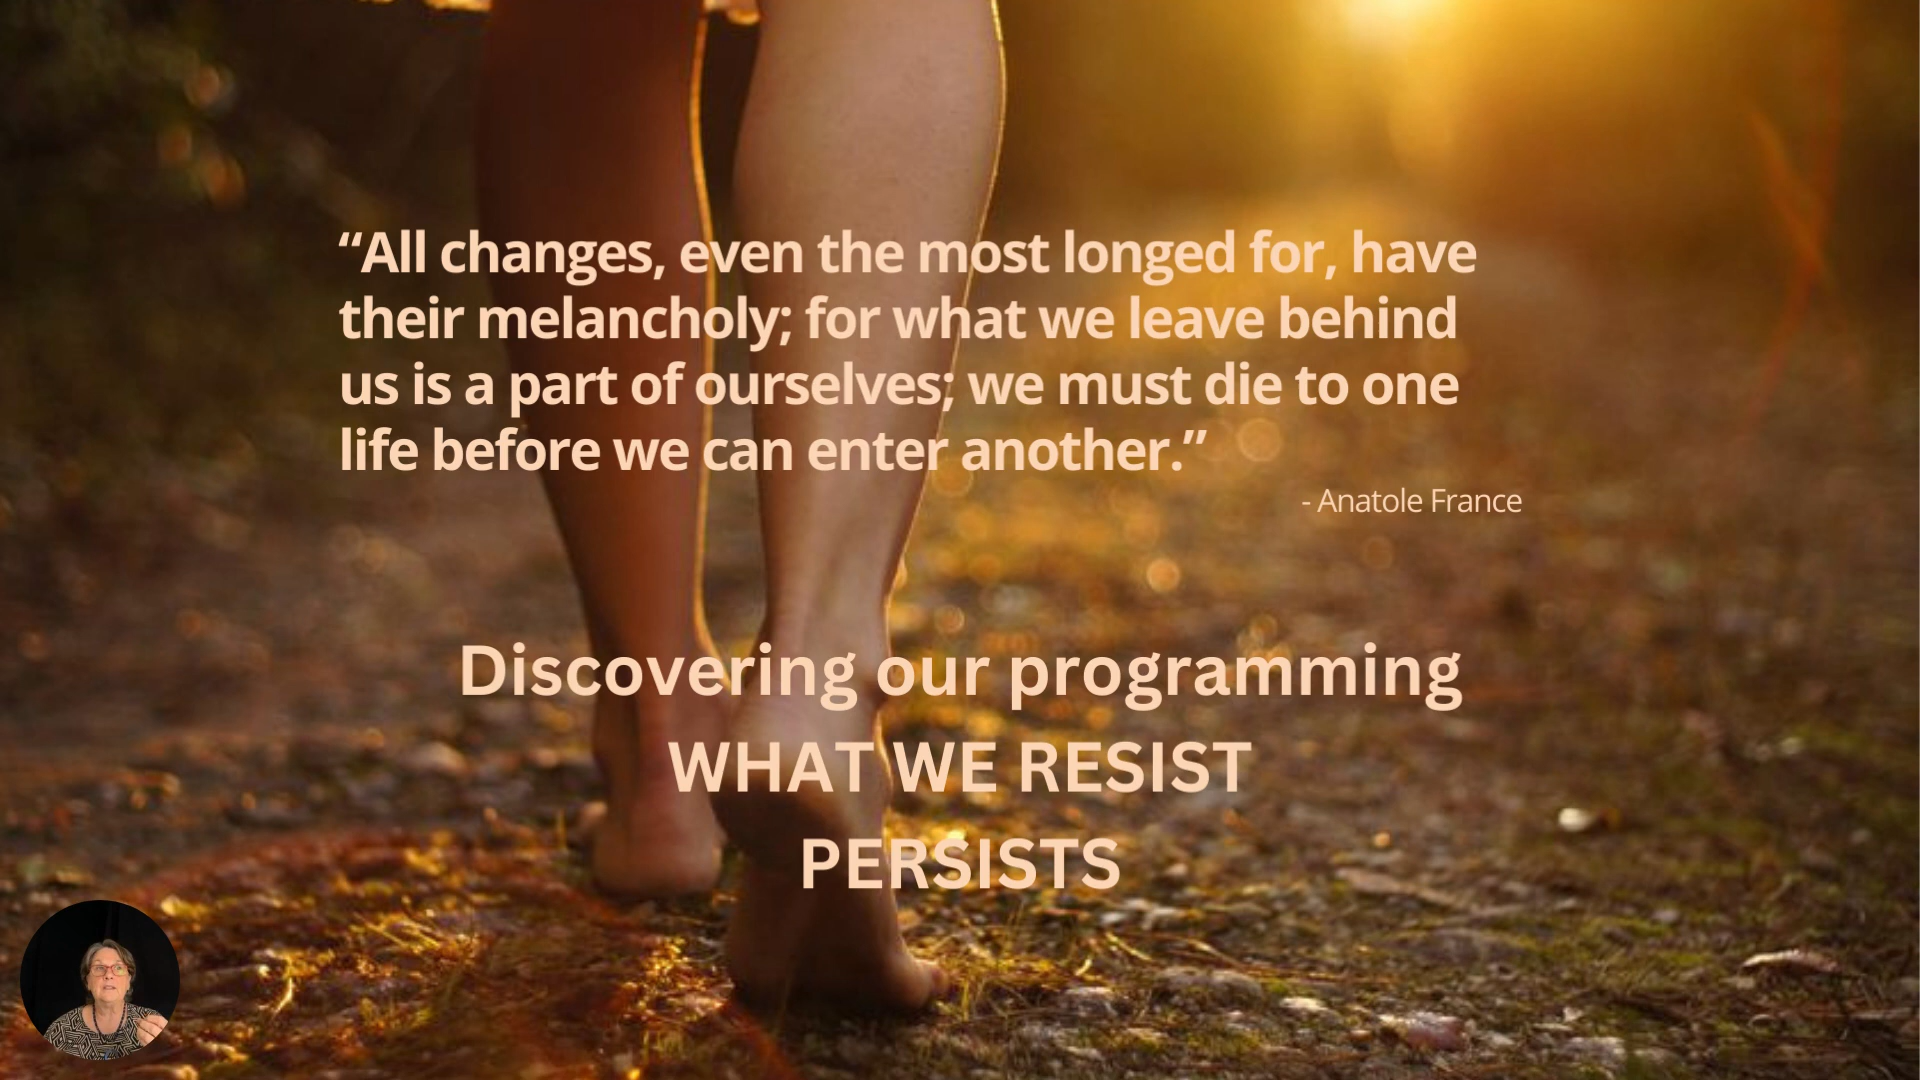 “All changes, even the most longed for, have
their melancholy; for what we leave behind
us is a part of ourselves; we must die to one
life before we can enter another.”
- Anatole France
Discovering our programming
WHAT WE RESIST
PERSISTS